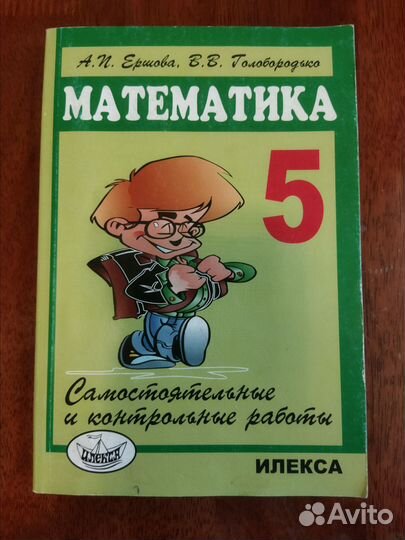 А.П. Ершова, В.В. Голобородько
МАТЕМАТИКА
5
Самостоятельные
и контрольные работы
ИЛЕКСА
ИЛЕКСА
Avito